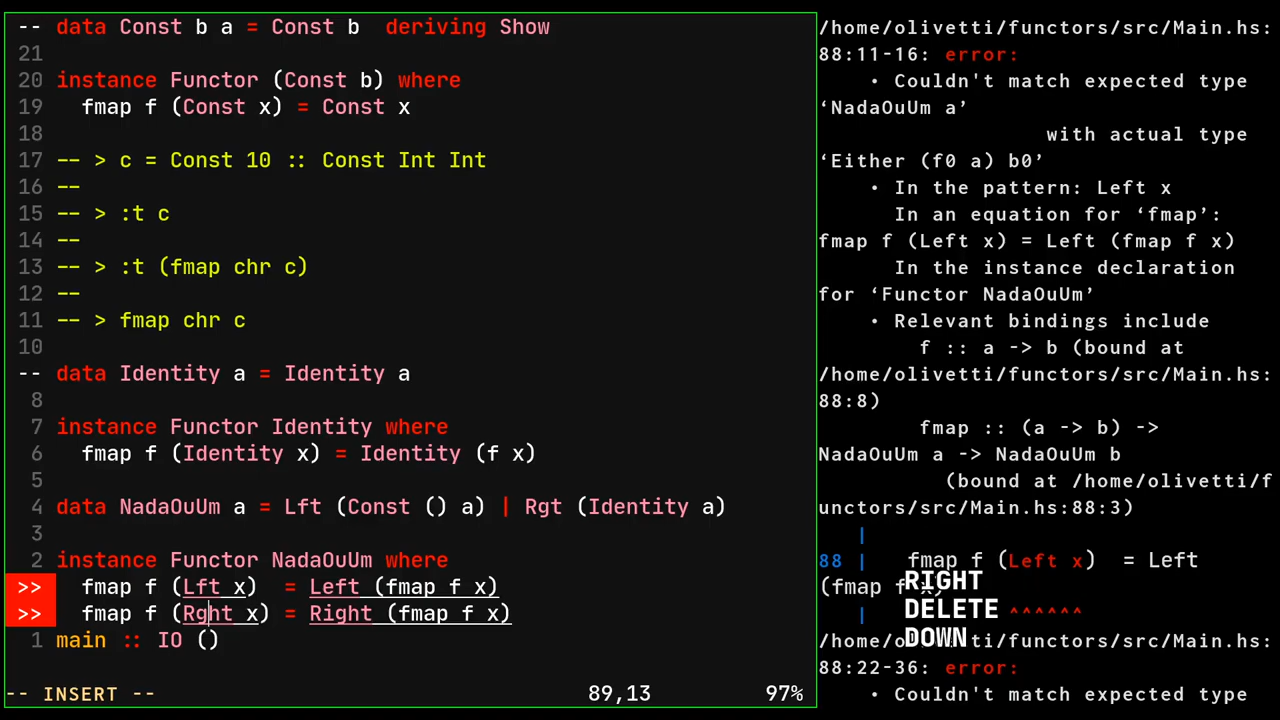 -- data Const b a = Const b  deriving Show
21
20 instance Functor (Const b) where
19   fmap f (Const x) = Const x
18
17 -- > c = Const 10 :: Const Int Int
16 --
15 -- > :t c
14 --
13 -- > :t (fmap chr c)
12 --
11 -- > fmap chr c
10
-- data Identity a = Identity a
8
7 instance Functor Identity where
6   fmap f (Identity x) = Identity (f x)
5
4 data NadaOuUm a = Lft (Const () a) | Rgt (Identity a)
3
2 instance Functor NadaOuUm where
>>   fmap f (Lft x)  = Left (fmap f x)
>>   fmap f (Rght x) = Right (fmap f x)
1 main :: IO ()
-- INSERT -- 89,13 97%
/home/olivetti/functors/src/Main.hs:
88:11-16: error:
• Couldn't match expected type
‘NadaOuUm a’
with actual type
‘Either (f0 a) b0’
• In the pattern: Left x
In an equation for ‘fmap’:
fmap f (Left x) = Left (fmap f x)
In the instance declaration
for ‘Functor NadaOuUm’
• Relevant bindings include
f :: a -> b (bound at
/home/olivetti/functors/src/Main.hs:
88:8)
fmap :: (a -> b) ->
NadaOuUm a -> NadaOuUm b
(bound at /home/olivetti/f
unctors/src/Main.hs:88:3)
|
88 |   fmap f (Left x)  = Left
(fmap f x)
| ^^^^^^
RIGHT
DELETE
DOWN
/home/olivetti/functors/src/Main.hs:
88:22-36: error:
• Couldn't match expected type